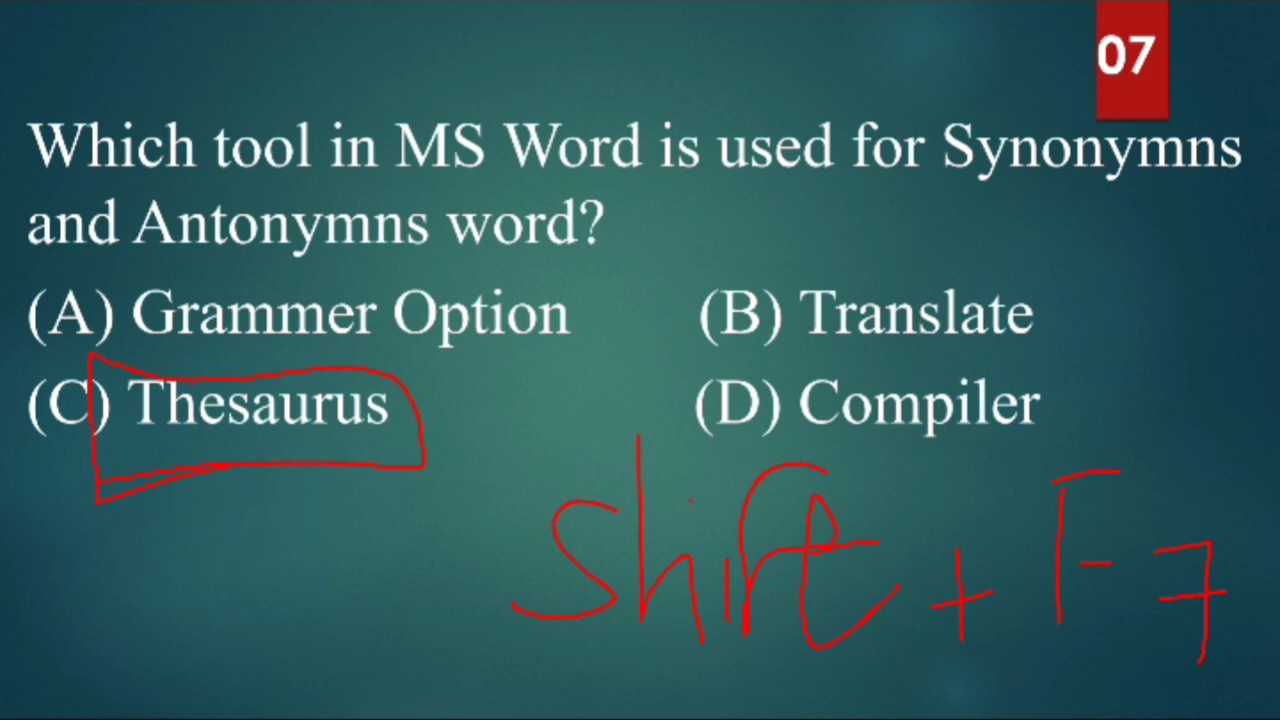 07
Which tool in MS Word is used for Synonymns
and Antonymns word?
(A) Grammer Option (B) Translate
(C) Thesaurus (D) Compiler
Shift + F7